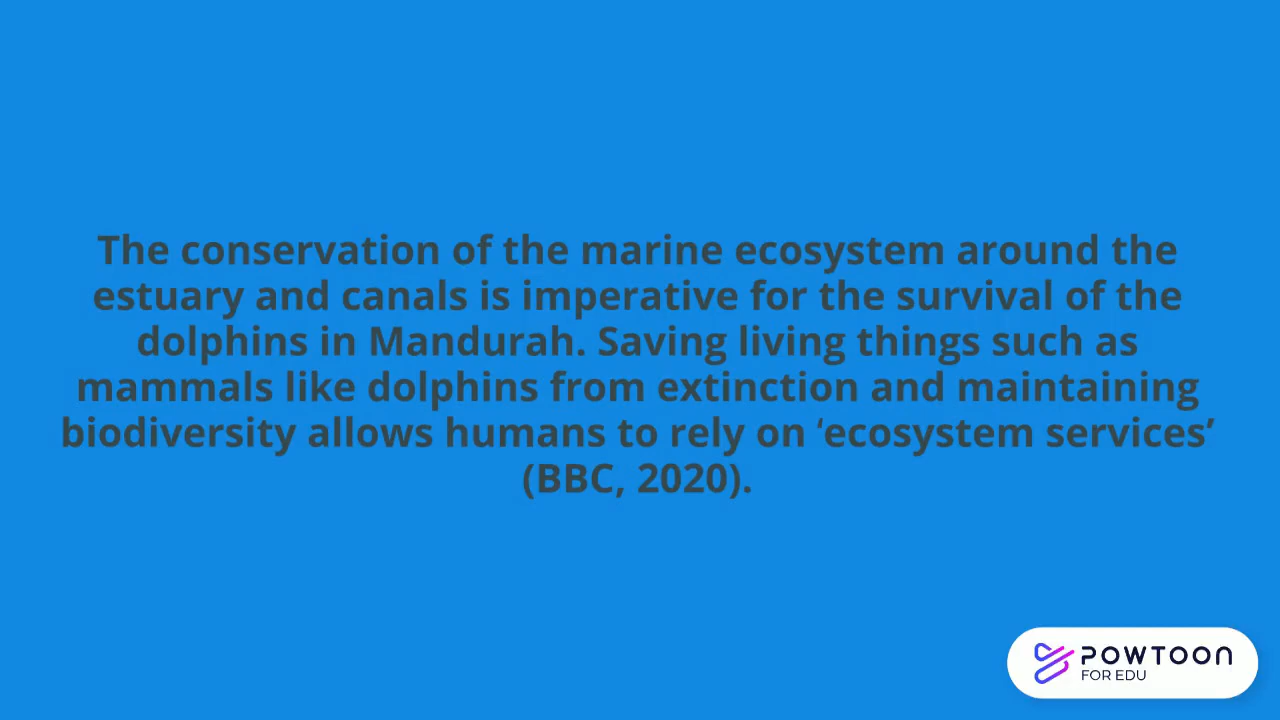 The conservation of the marine ecosystem around the
estuary and canals is imperative for the survival of the
dolphins in Mandurah. Saving living things such as
mammals like dolphins from extinction and maintaining
biodiversity allows humans to rely on ‘ecosystem services’
(BBC, 2020).
POWTOON
FOR EDU